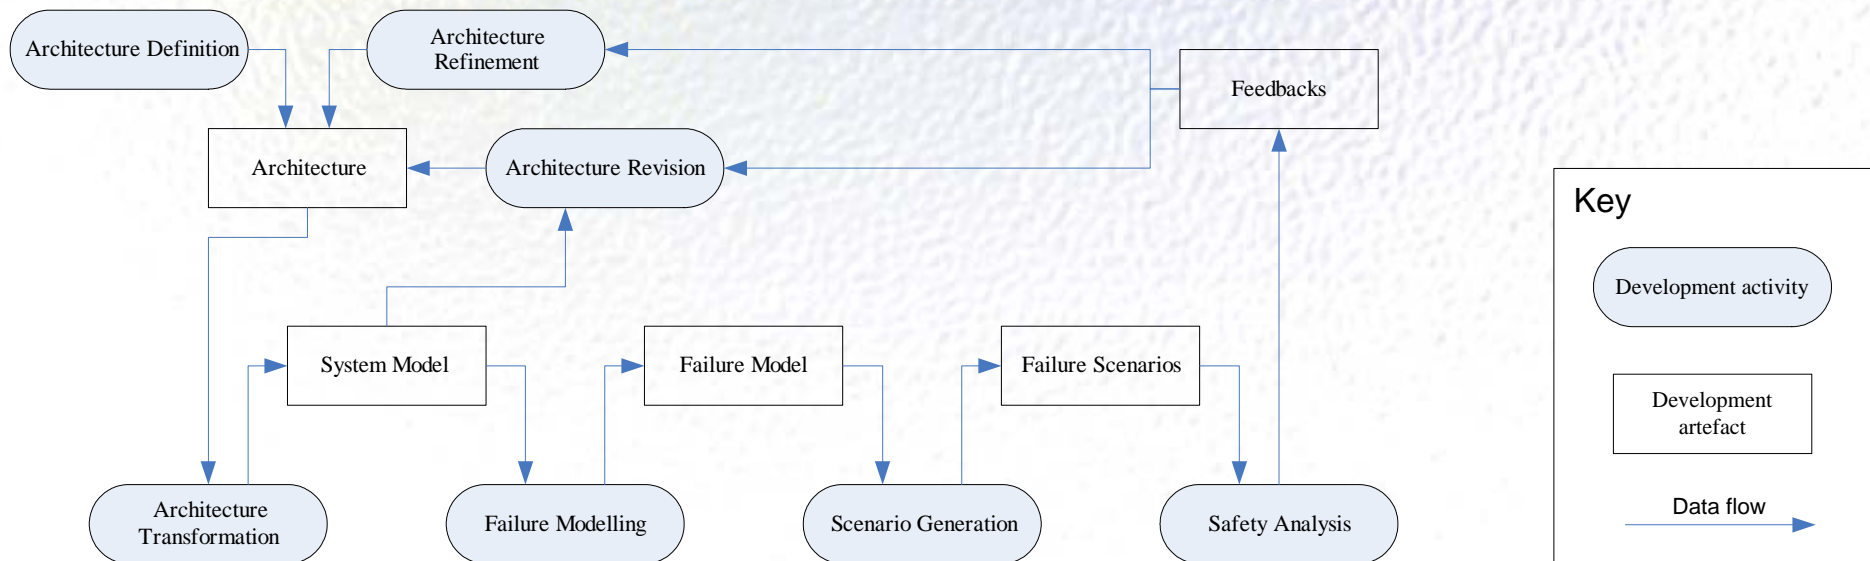 Architecture Definition
Architecture
Refinement
Feedbacks
Architecture
Architecture Revision
Key
Development activity
System Model
Failure Model
Failure Scenarios
Development
artefact
Data flow
Architecture
Transformation
Failure Modelling
Scenario Generation
Safety Analysis